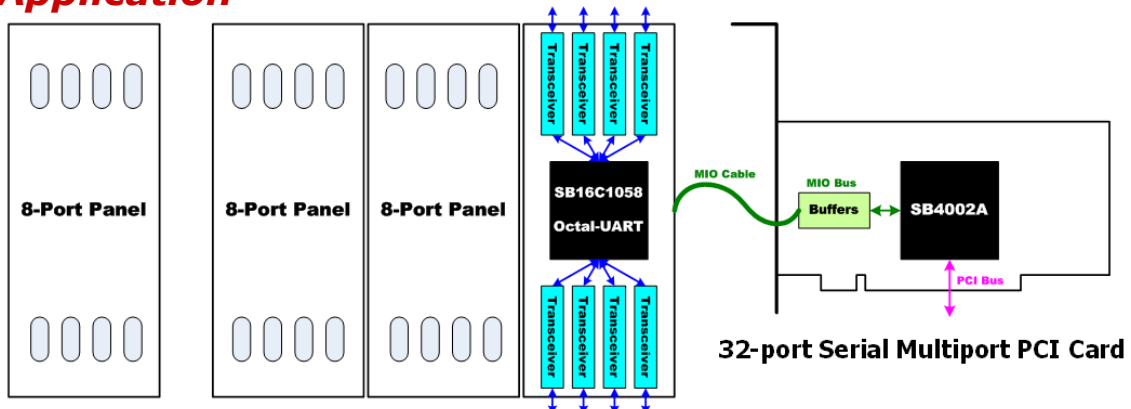 Application
Transceiver
Transceiver
Transceiver
Transceiver
8-Port Panel
8-Port Panel
8-Port Panel
SB16C1058
Octal-UART
Transceiver
Transceiver
Transceiver
Transceiver
MIO Cable
MIO Bus
Buffers
SB4002A
PCI Bus
32-port Serial Multiport PCI Card